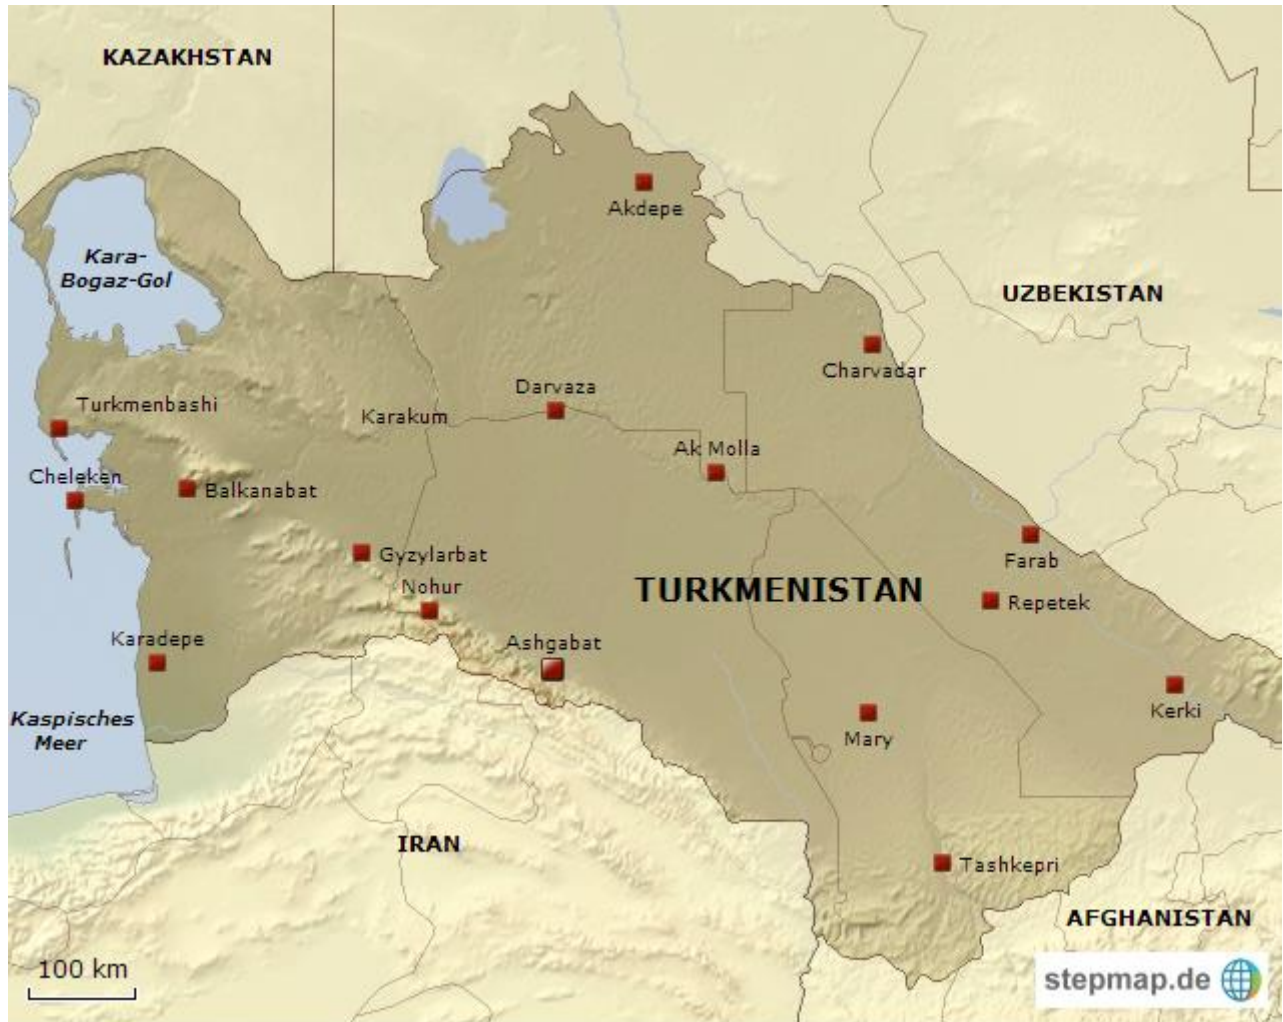 KAZAKHSTAN
Akdepe
Kara-
Bogaz-Gol
UZBEKISTAN
Charvadar
Darvaza
Turkmenbashi
Karakum
Ak Molla
Cheleken
Balkanabat
Gyzylarbat
Farab
Nohur
TURKMENISTAN
Repetek
Karadepe
Ashgabat
Kaspisches
Meer
Kerki
Mary
IRAN
Tashkepri
AFGHANISTAN
100 km
stepmap.de